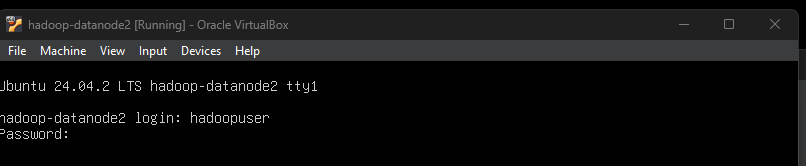 hadoop-datanode2 [Running] - Oracle VirtualBox
File Machine View Input Devices Help
Ubuntu 24.04.2 LTS hadoop-datanode2 tty1
hadoop-datanode2 login: hadoopuser
Password: